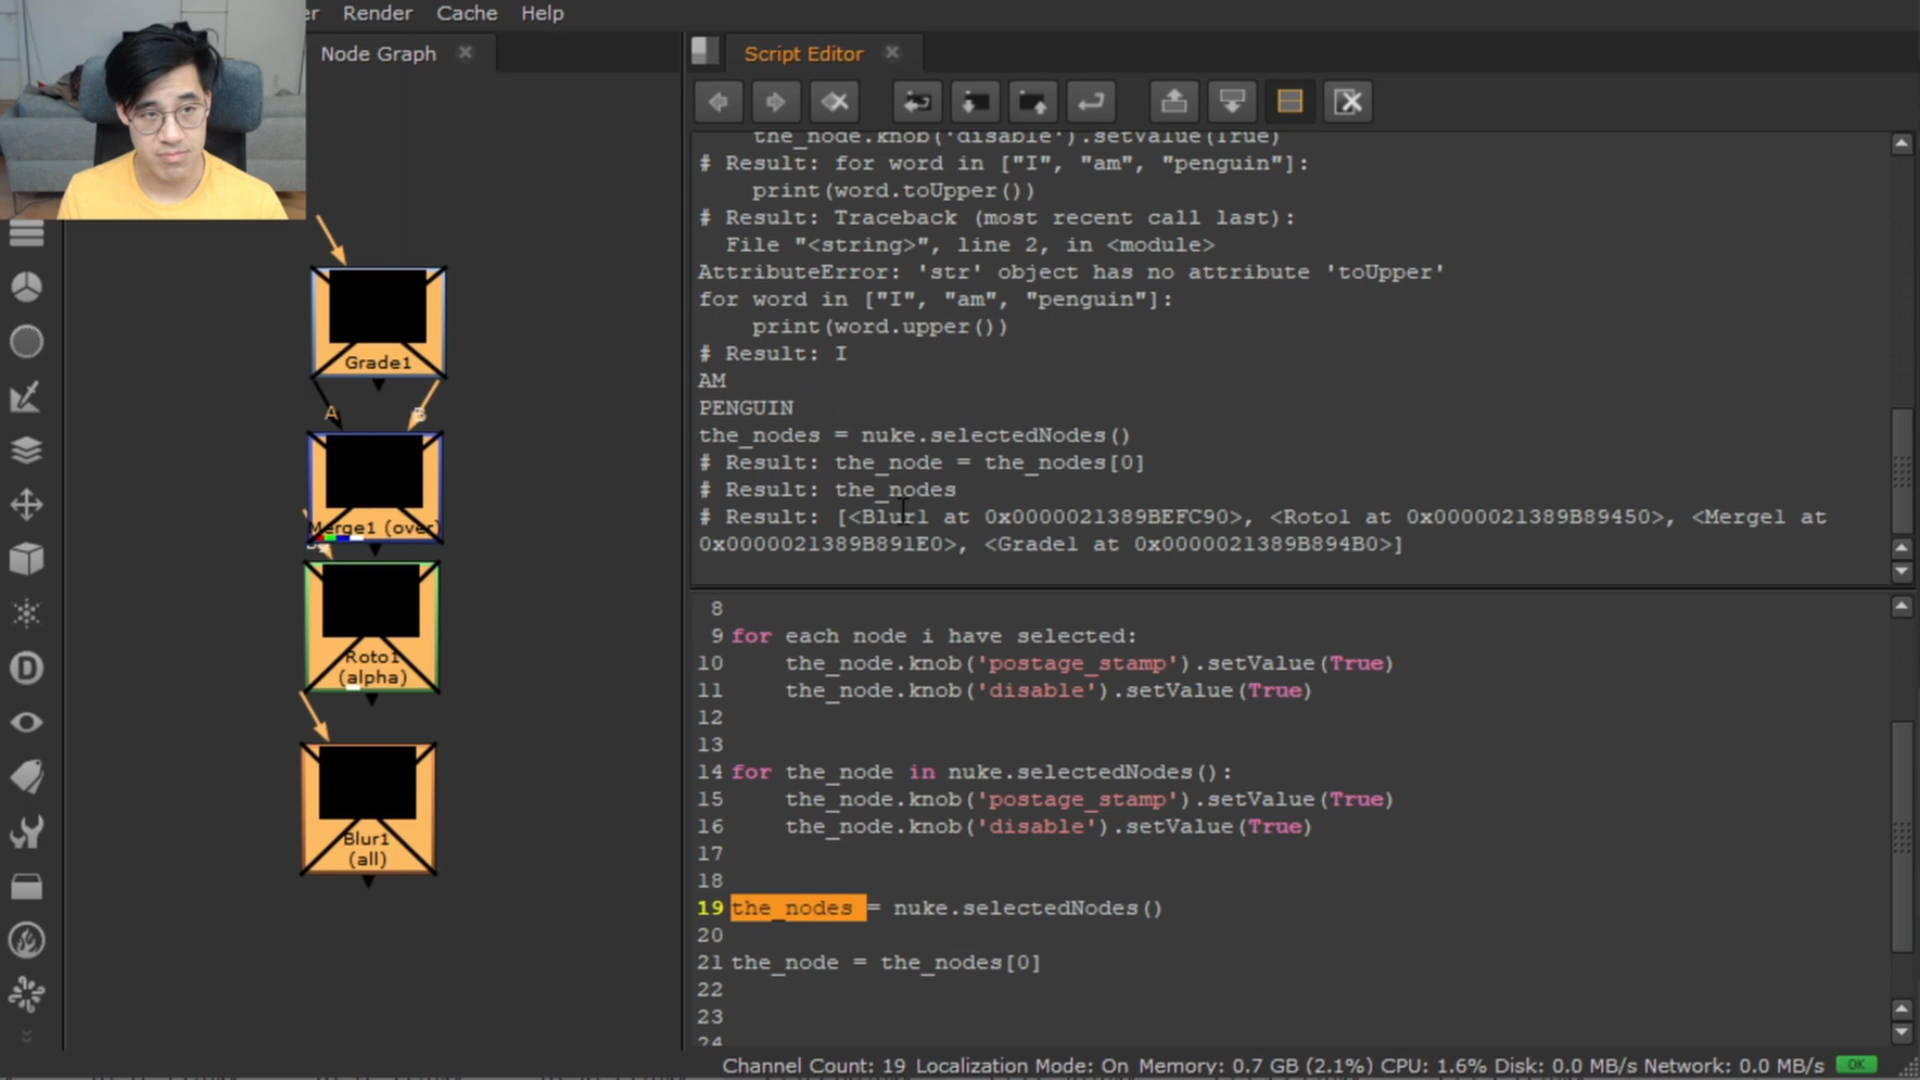 er Render Cache Help
Node Graph
Script Editor
the_node.knob('disable').setValue(True)
# Result: for word in ["I", "am", "penguin"]:
    print(word.toUpper())
# Result: Traceback (most recent call last):
  File "<string>", line 2, in <module>
AttributeError: 'str' object has no attribute 'toUpper'
for word in ["I", "am", "penguin"]:
    print(word.upper())
# Result: I
AM
PENGUIN
the_nodes = nuke.selectedNodes()
# Result: the_node = the_nodes[0]
# Result: the_nodes
# Result: [<Blur1 at 0x0000021389BEFC90>, <Roto1 at 0x0000021389B89450>, <Merge1 at
0x0000021389B891E0>, <Grade1 at 0x0000021389B894B0>]
Grade1
A
B
Merge1 (over)
Roto1
(alpha)
Blur1
(all)
D
8
9 for each node i have selected:
10     the_node.knob('postage_stamp').setValue(True)
11     the_node.knob('disable').setValue(True)
12
13
14 for the_node in nuke.selectedNodes():
15     the_node.knob('postage_stamp').setValue(True)
16     the_node.knob('disable').setValue(True)
17
18
19 the_nodes = nuke.selectedNodes()
20
21 the_node = the_nodes[0]
22
23
24
Channel Count: 19 Localization Mode: On Memory: 0.7 GB (2.1%) CPU: 1.6% Disk: 0.0 MB/s Network: 0.0 MB/s OK